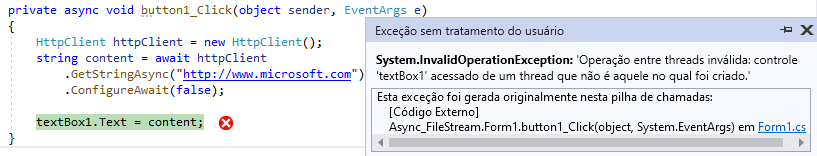 private async void button1_Click(object sender, EventArgs e)
{
HttpClient httpClient = new HttpClient();
string content = await httpClient
.GetStringAsync("http://www.microsoft.com")
.ConfigureAwait(false);
textBox1.Text = content;
}
Exceção sem tratamento do usuário
System.InvalidOperationException: 'Operação entre threads inválida: controle
'textBox1' acessado de um thread que não é aquele no qual foi criado.'
Esta exceção foi gerada originalmente nesta pilha de chamadas:
[Código Externo]
Async_FileStream.Form1.button1_Click(object, System.EventArgs) em Form1.cs